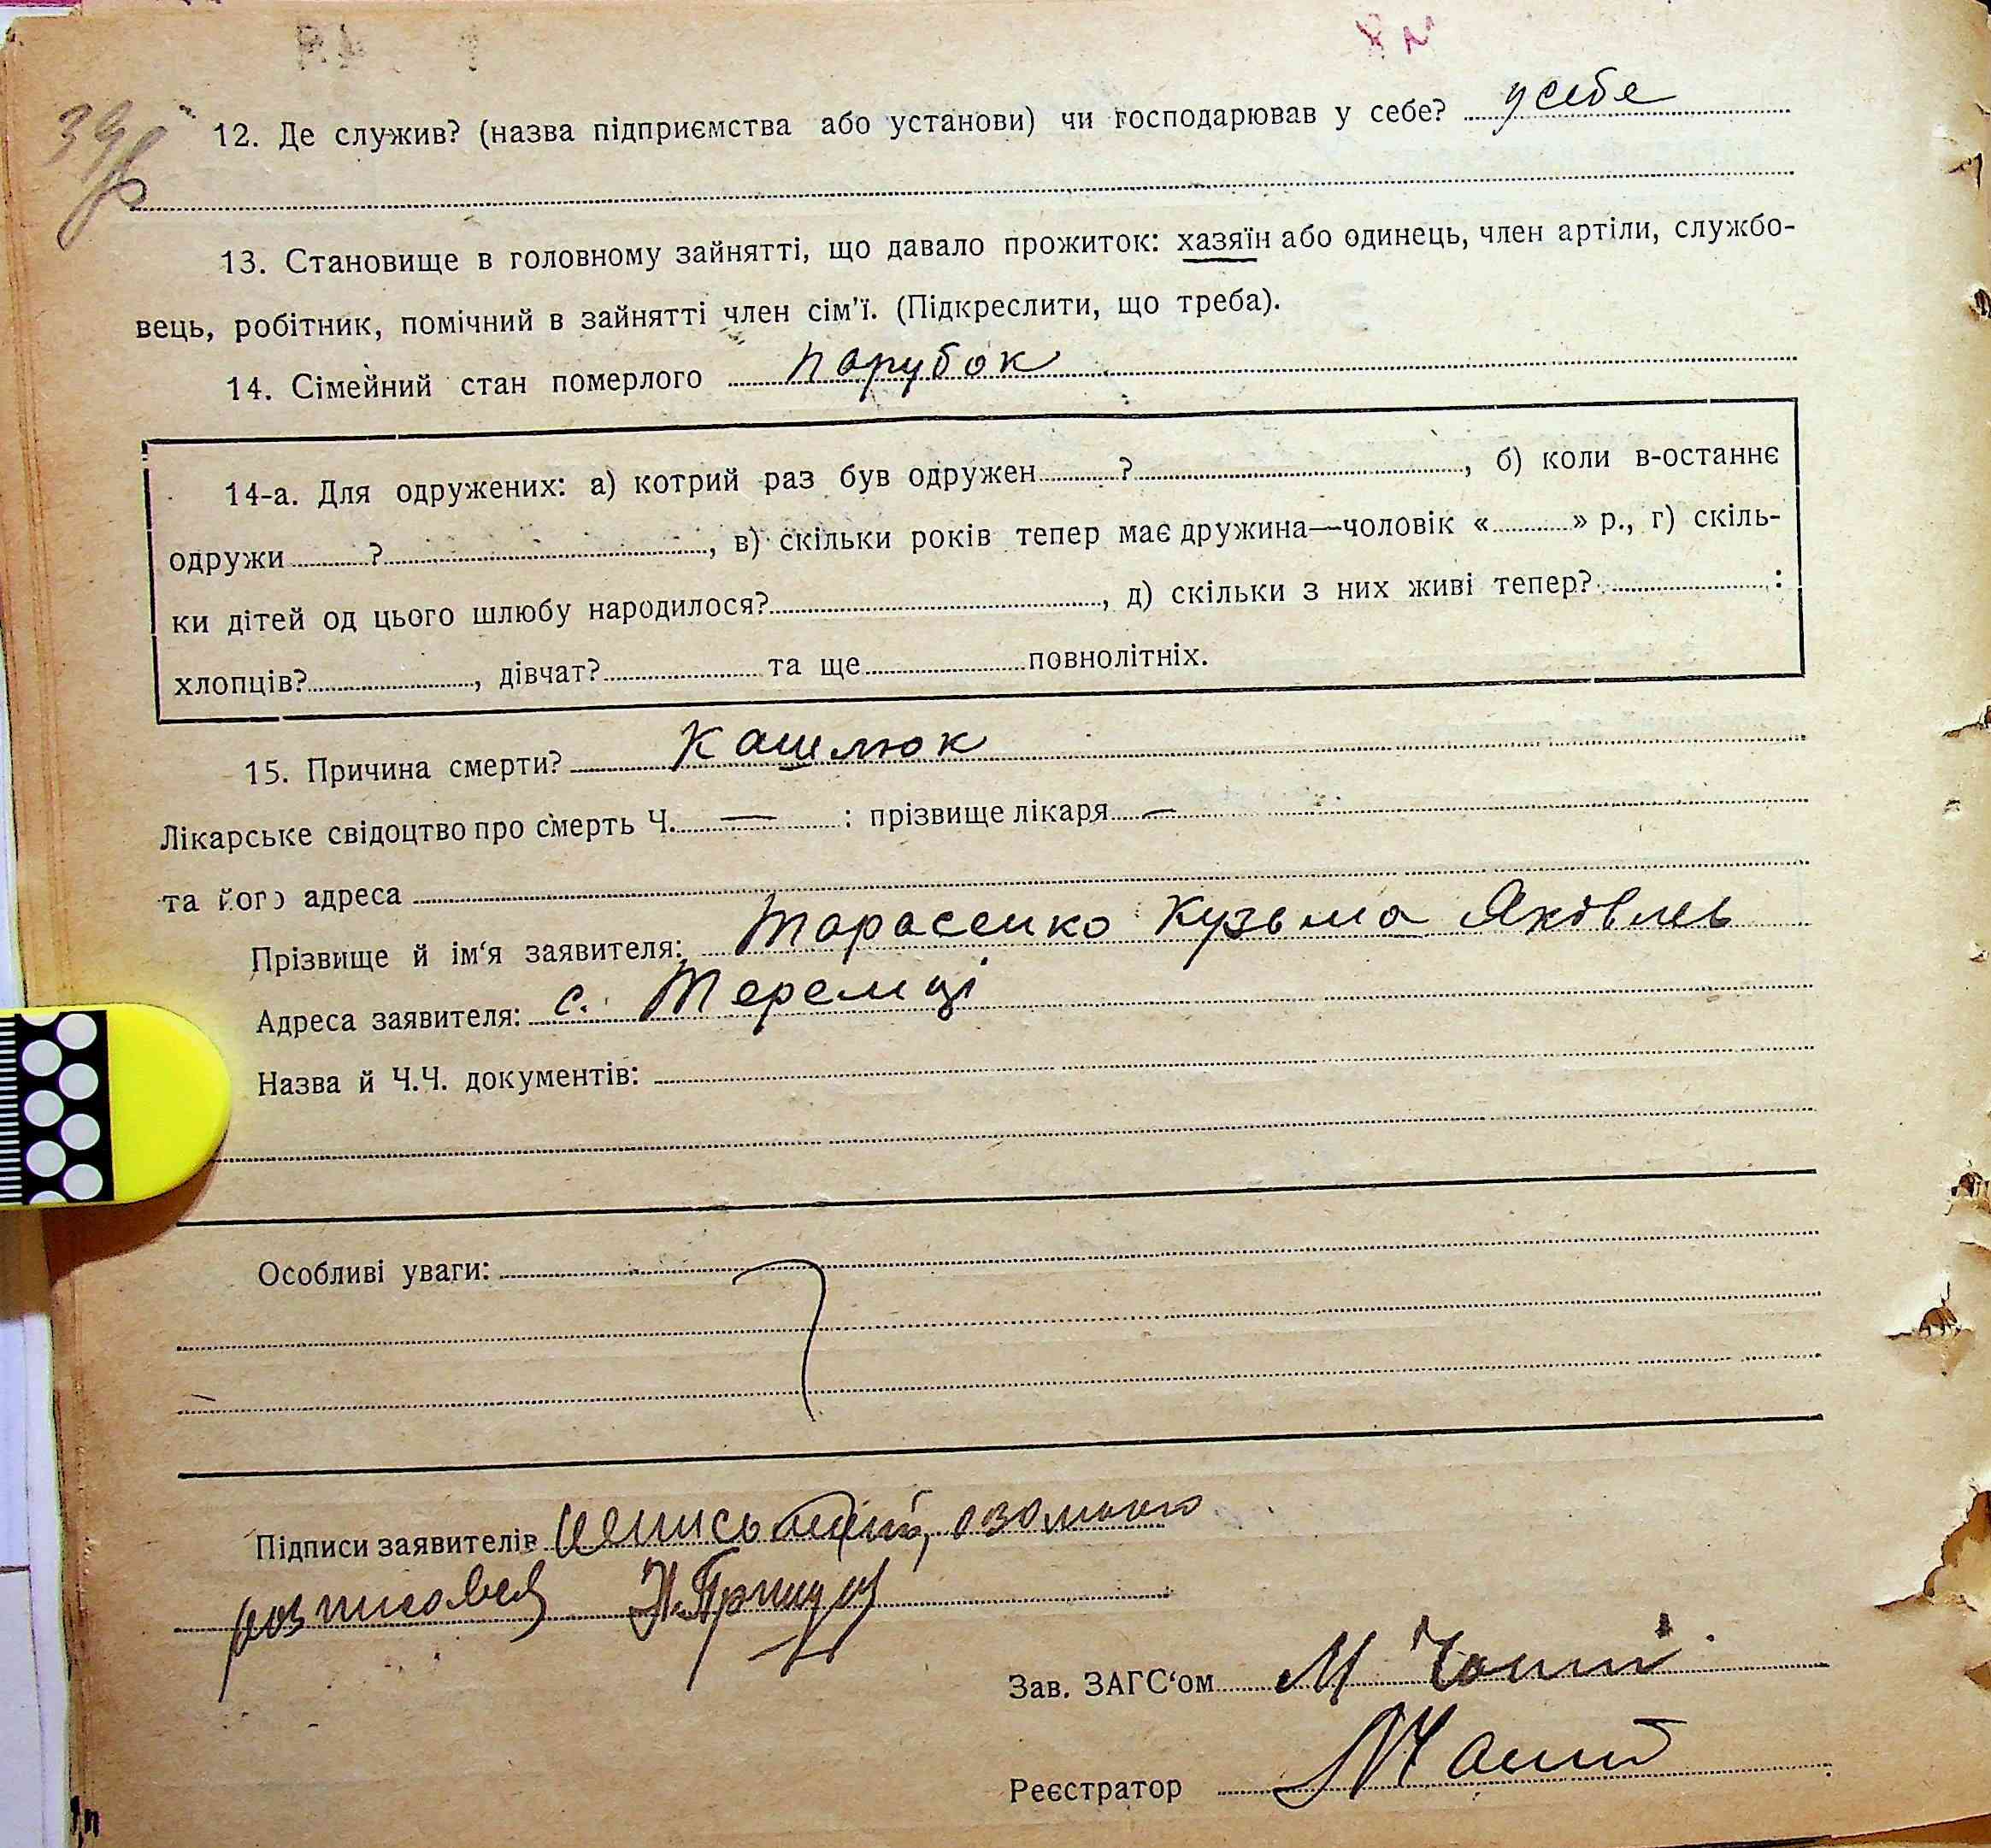 12. Де служив? (назва підприємства або установи) чи господарював у себе? у себе
13. Становище в головному зайнятті, що давало прожиток: хазяїн або одинець, член артіли, службо-
вець, робітник, помічний в зайнятті член сім'ї. (Підкреслити, що треба).
14. Сімейний стан померлого парубок
14-а. Для одружених: а) котрий раз був одружен ? , б) коли в-останнє
одружи ? , в) скільки років тепер має дружина—чоловік « » р., г) скіль-
ки дітей од цього шлюбу народилося? , д) скільки з них живі тепер? :
хлопців? , дівчат? та ще повнолітніх.
15. Причина смерти? Кашлюк
Лікарське свідоцтво про смерть Ч. — : прізвище лікаря —
та його адреса
Прізвище й ім'я заявителя: Тарасенко Кузьма Яковлев
Адреса заявителя: с. Теремці
Назва й Ч.Ч. документів:
Особливі уваги:
Підписи заявителів неписьменний, за нього
розписався
Зав. ЗАГС'ом М
Реєстратор